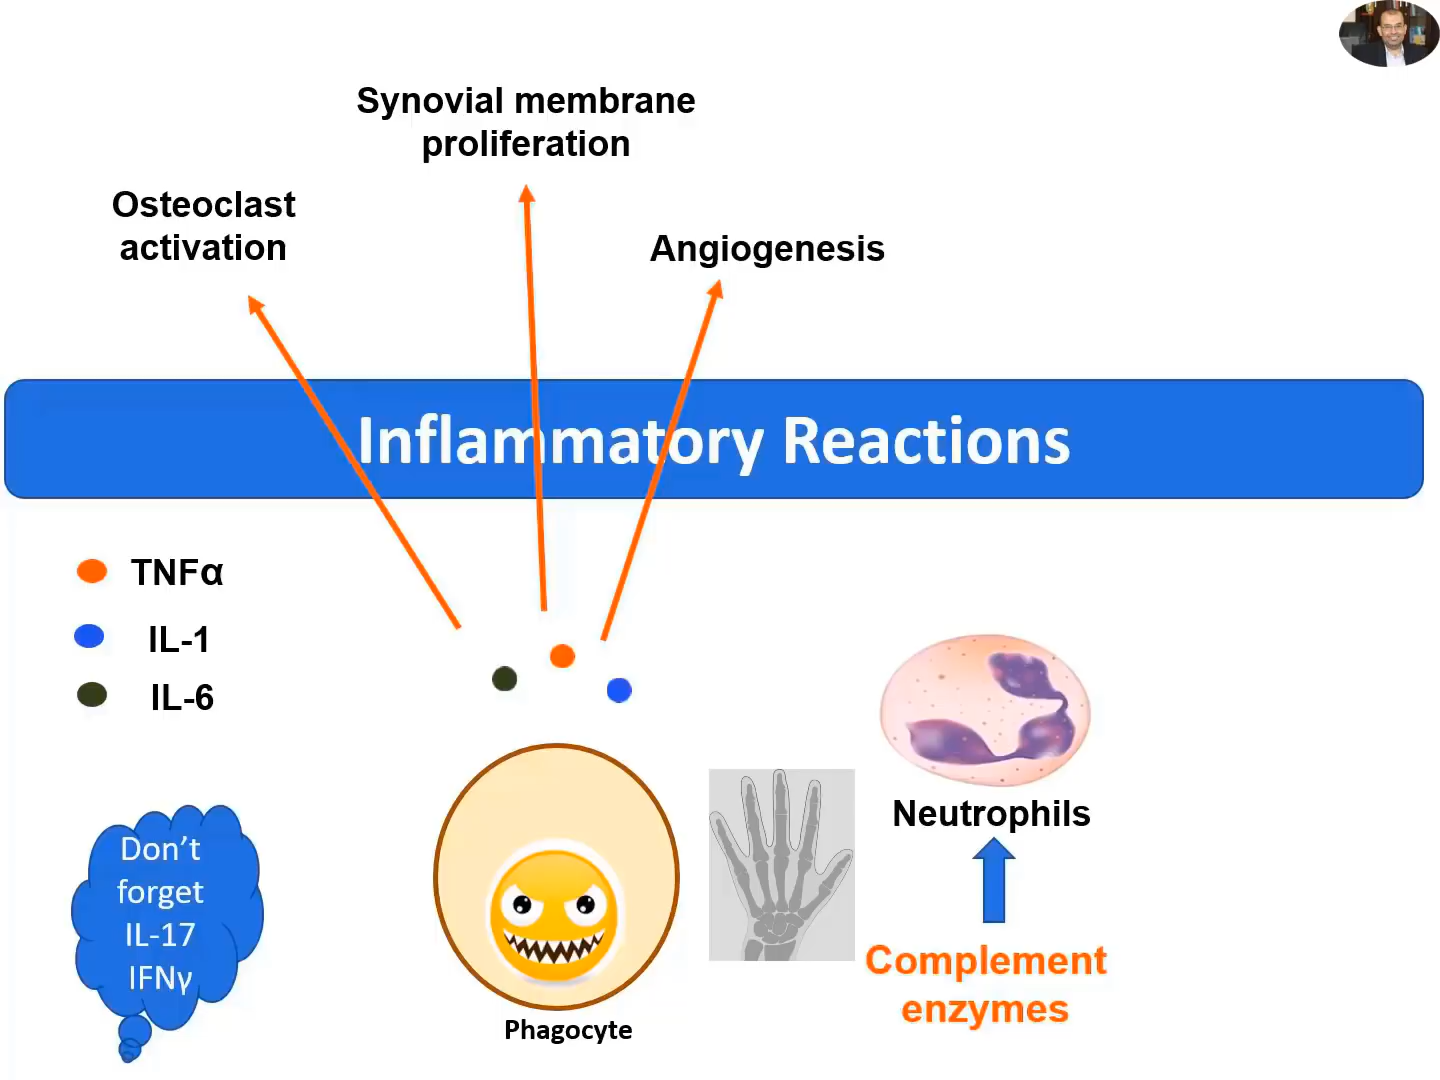 Synovial membrane
proliferation
Osteoclast
activation
Angiogenesis
Inflammatory Reactions
TNFα
IL-1
IL-6
Don’t
forget
IL-17
IFNγ
Phagocyte
Neutrophils
Complement
enzymes